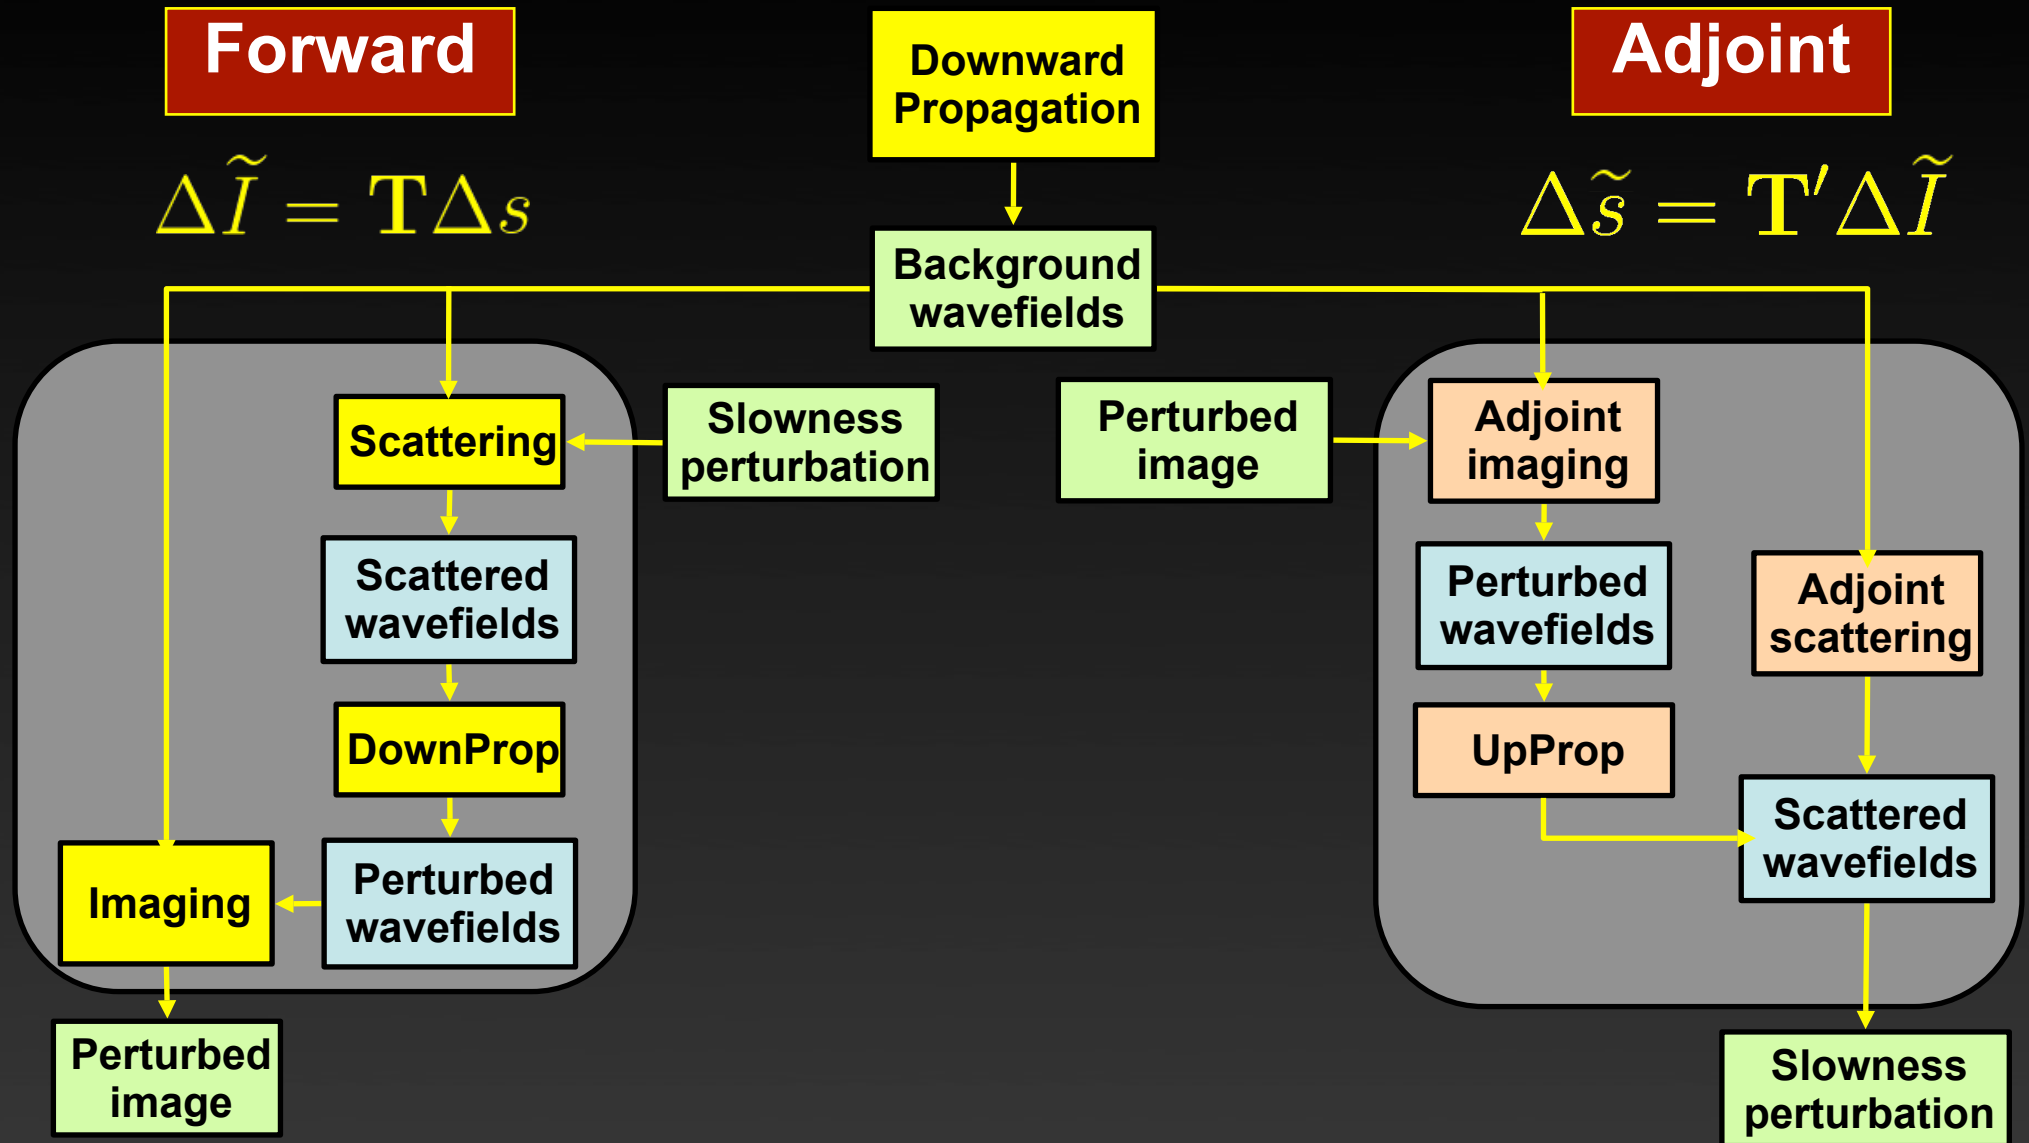 Forward
Downward
Propagation
Adjoint
ΔĨ = TΔs
Δs̃ = T′ΔĨ
Background
wavefields
Scattering
Slowness
perturbation
Perturbed
image
Adjoint
imaging
Scattered
wavefields
Perturbed
wavefields
Adjoint
scattering
DownProp
UpProp
Imaging
Perturbed
wavefields
Scattered
wavefields
Perturbed
image
Slowness
perturbation